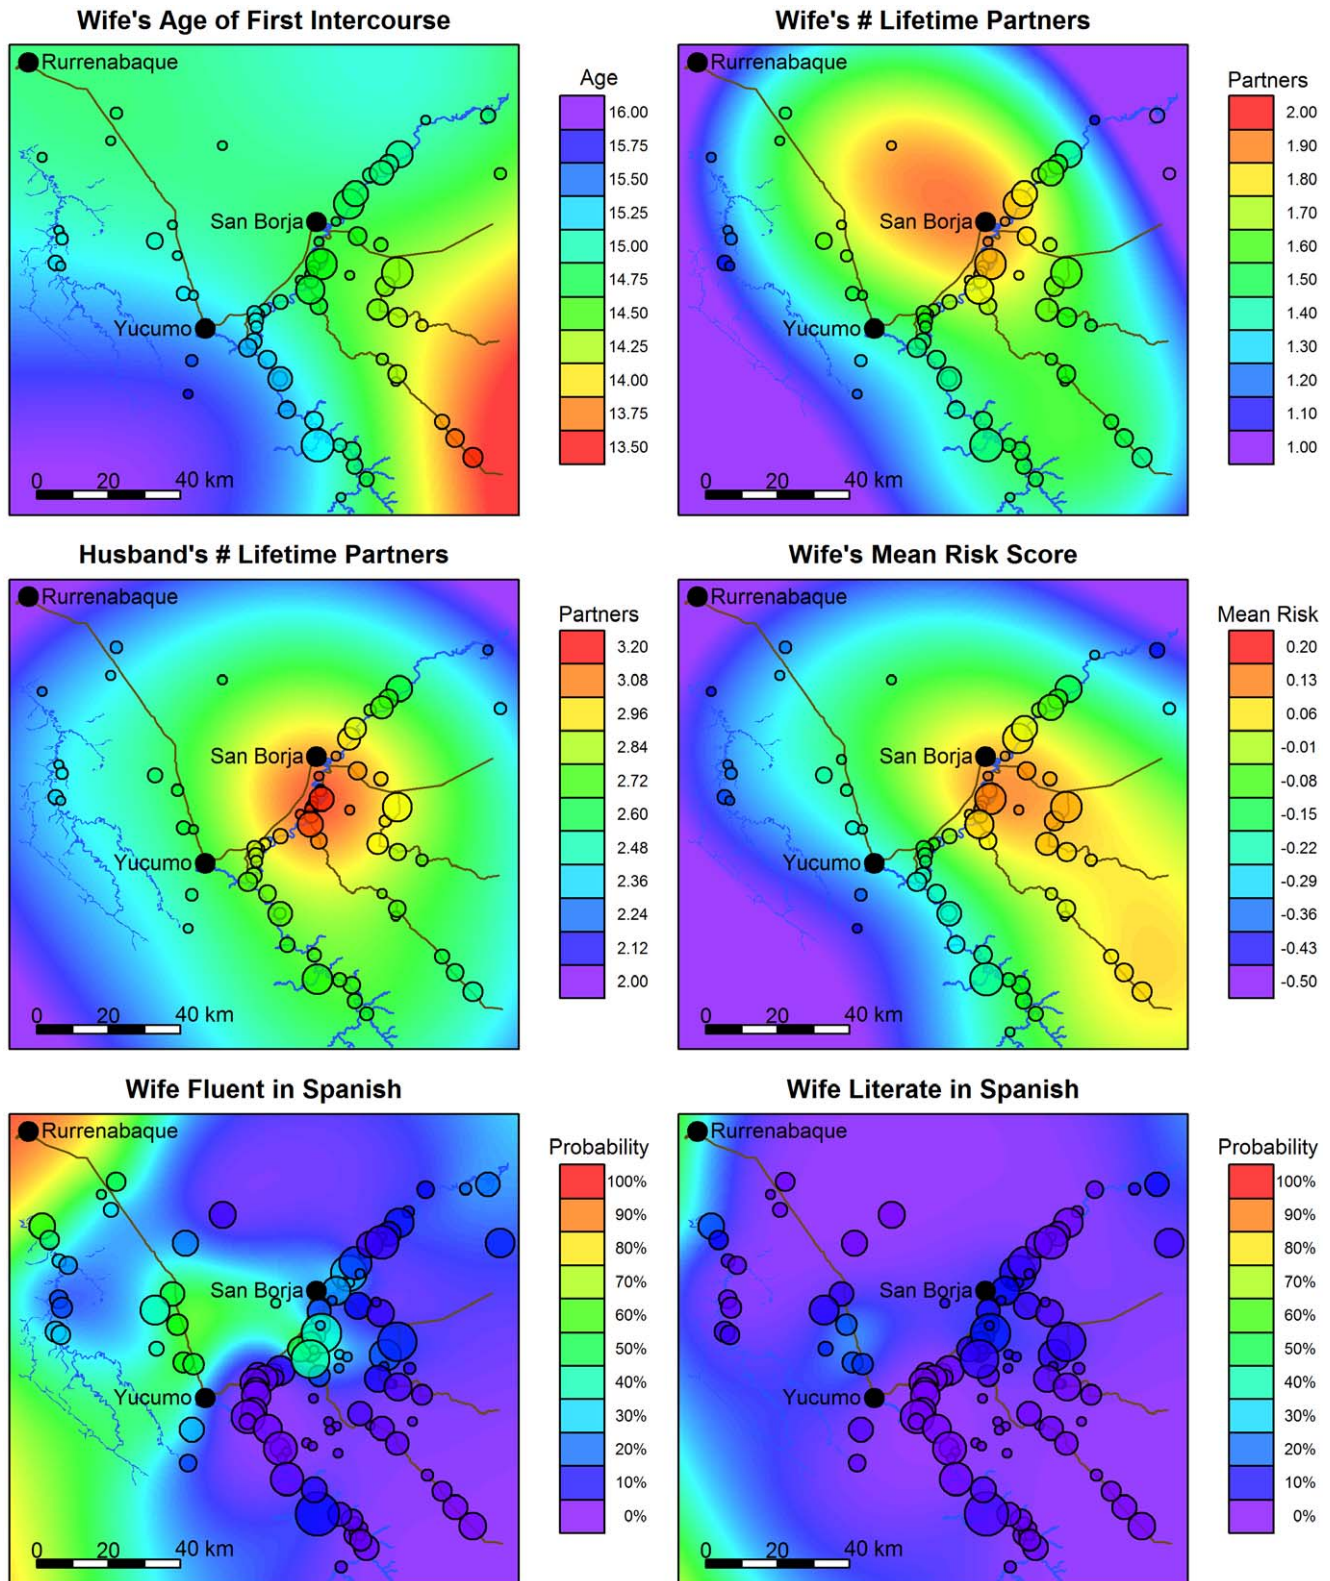 Wife's Age of First Intercourse
Rurrenabaque
San Borja
Yucumo
0 20 40 km
Age
16.00
15.75
15.50
15.25
15.00
14.75
14.50
14.25
14.00
13.75
13.50
Wife's # Lifetime Partners
Rurrenabaque
San Borja
Yucumo
0 20 40 km
Partners
2.00
1.90
1.80
1.70
1.60
1.50
1.40
1.30
1.20
1.10
1.00
Husband's # Lifetime Partners
Rurrenabaque
San Borja
Yucumo
0 20 40 km
Partners
3.20
3.08
2.96
2.84
2.72
2.60
2.48
2.36
2.24
2.12
2.00
Wife's Mean Risk Score
Rurrenabaque
San Borja
Yucumo
0 20 40 km
Mean Risk
0.20
0.13
0.06
-0.01
-0.08
-0.15
-0.22
-0.29
-0.36
-0.43
-0.50
Wife Fluent in Spanish
Rurrenabaque
San Borja
Yucumo
0 20 40 km
Probability
100%
90%
80%
70%
60%
50%
40%
30%
20%
10%
0%
Wife Literate in Spanish
Rurrenabaque
San Borja
Yucumo
0 20 40 km
Probability
100%
90%
80%
70%
60%
50%
40%
30%
20%
10%
0%